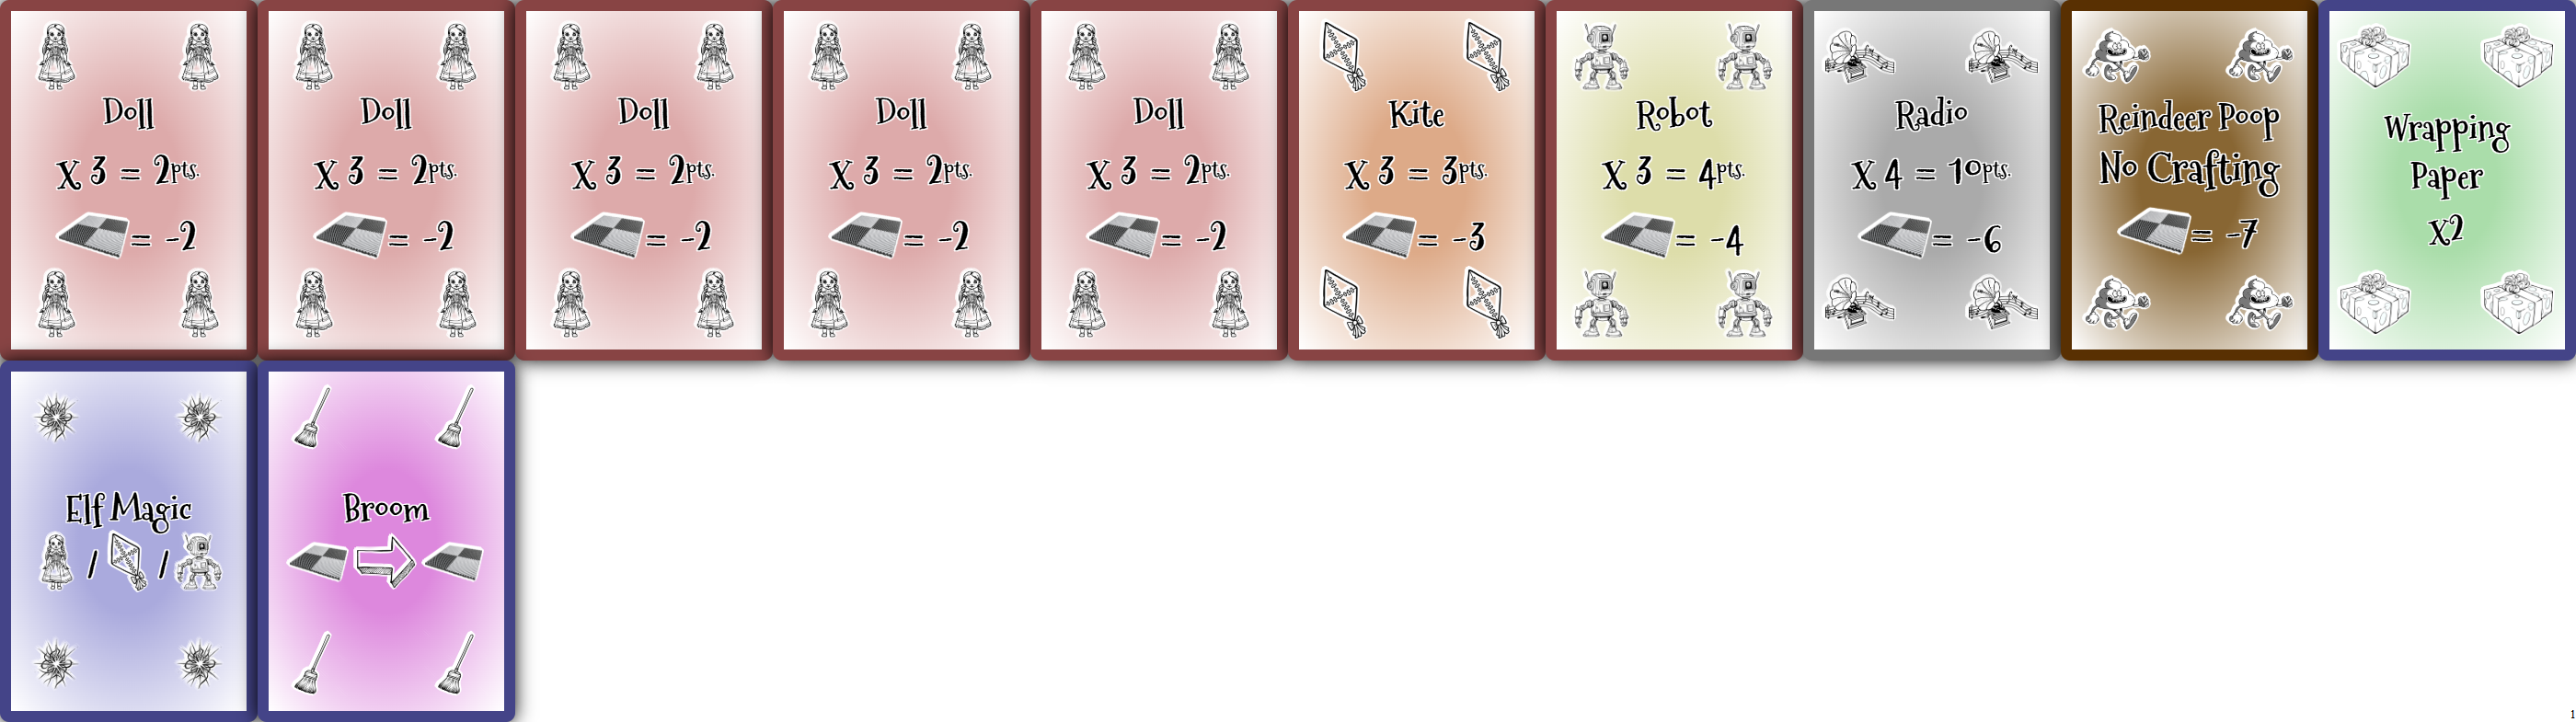 Doll
X 3 = 2pts.
= -2
Doll
X 3 = 2pts.
= -2
Doll
X 3 = 2pts.
= -2
Doll
X 3 = 2pts.
= -2
Doll
X 3 = 2pts.
= -2
Kite
X 3 = 3pts.
= -3
Robot
X 3 = 4pts.
= -4
Radio
X 4 = 10pts.
= -6
Reindeer Poop
No Crafting
= -7
Wrapping
Paper
X2
Elf Magic
/ /
Broom
1